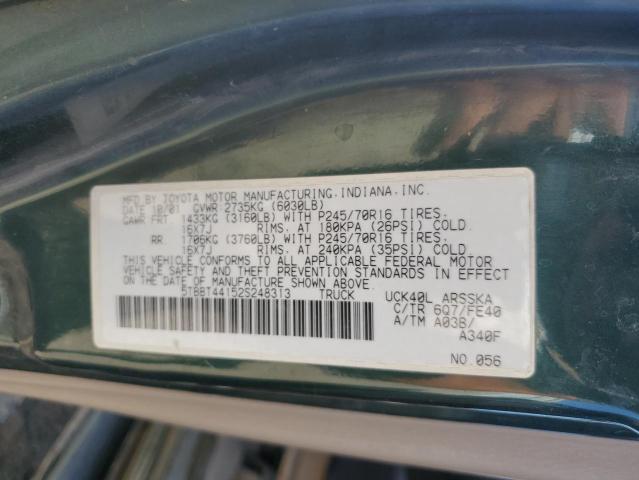 MFD BY TOYOTA MOTOR MANUFACTURING.INDIANA.INC.
DATE 10/01 GVWR 2735KG (6030LB)
GAWR FRT 1433KG (3160LB) WITH P245/70R16 TIRES.
16X7J RIMS. AT 180KPA (26PSI) COLD.
RR. 1706KG (3760LB) WITH P245/70R16 TIRES.
16X7J RIMS. AT 240KPA (35PSI) COLD.
THIS VEHICLE CONFORMS TO ALL APPLICABLE FEDERAL MOTOR
VEHICLE SAFETY AND THEFT PREVENTION STANDARDS IN EFFECT
ON THE DATE OF MANUFACTURE SHOWN ABOVE.
5TBBT44152S2483T3 TRUCK UCK40L ARSSKA
C/TR 6Q7/FE40
A/TM A03B/
A340F
NO.056